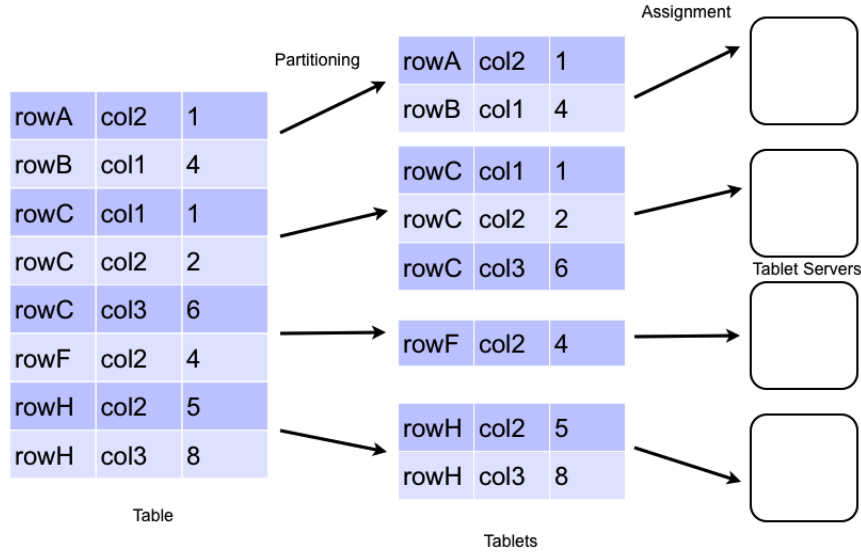 Partitioning
Assignment
rowA col2 1
rowB col1 4
rowC col1 1
rowC col2 2
rowC col3 6
rowF col2 4
rowH col2 5
rowH col3 8
Table
rowA col2 1
rowB col1 4
rowC col1 1
rowC col2 2
rowC col3 6
rowF col2 4
rowH col2 5
rowH col3 8
Tablets
Tablet Servers